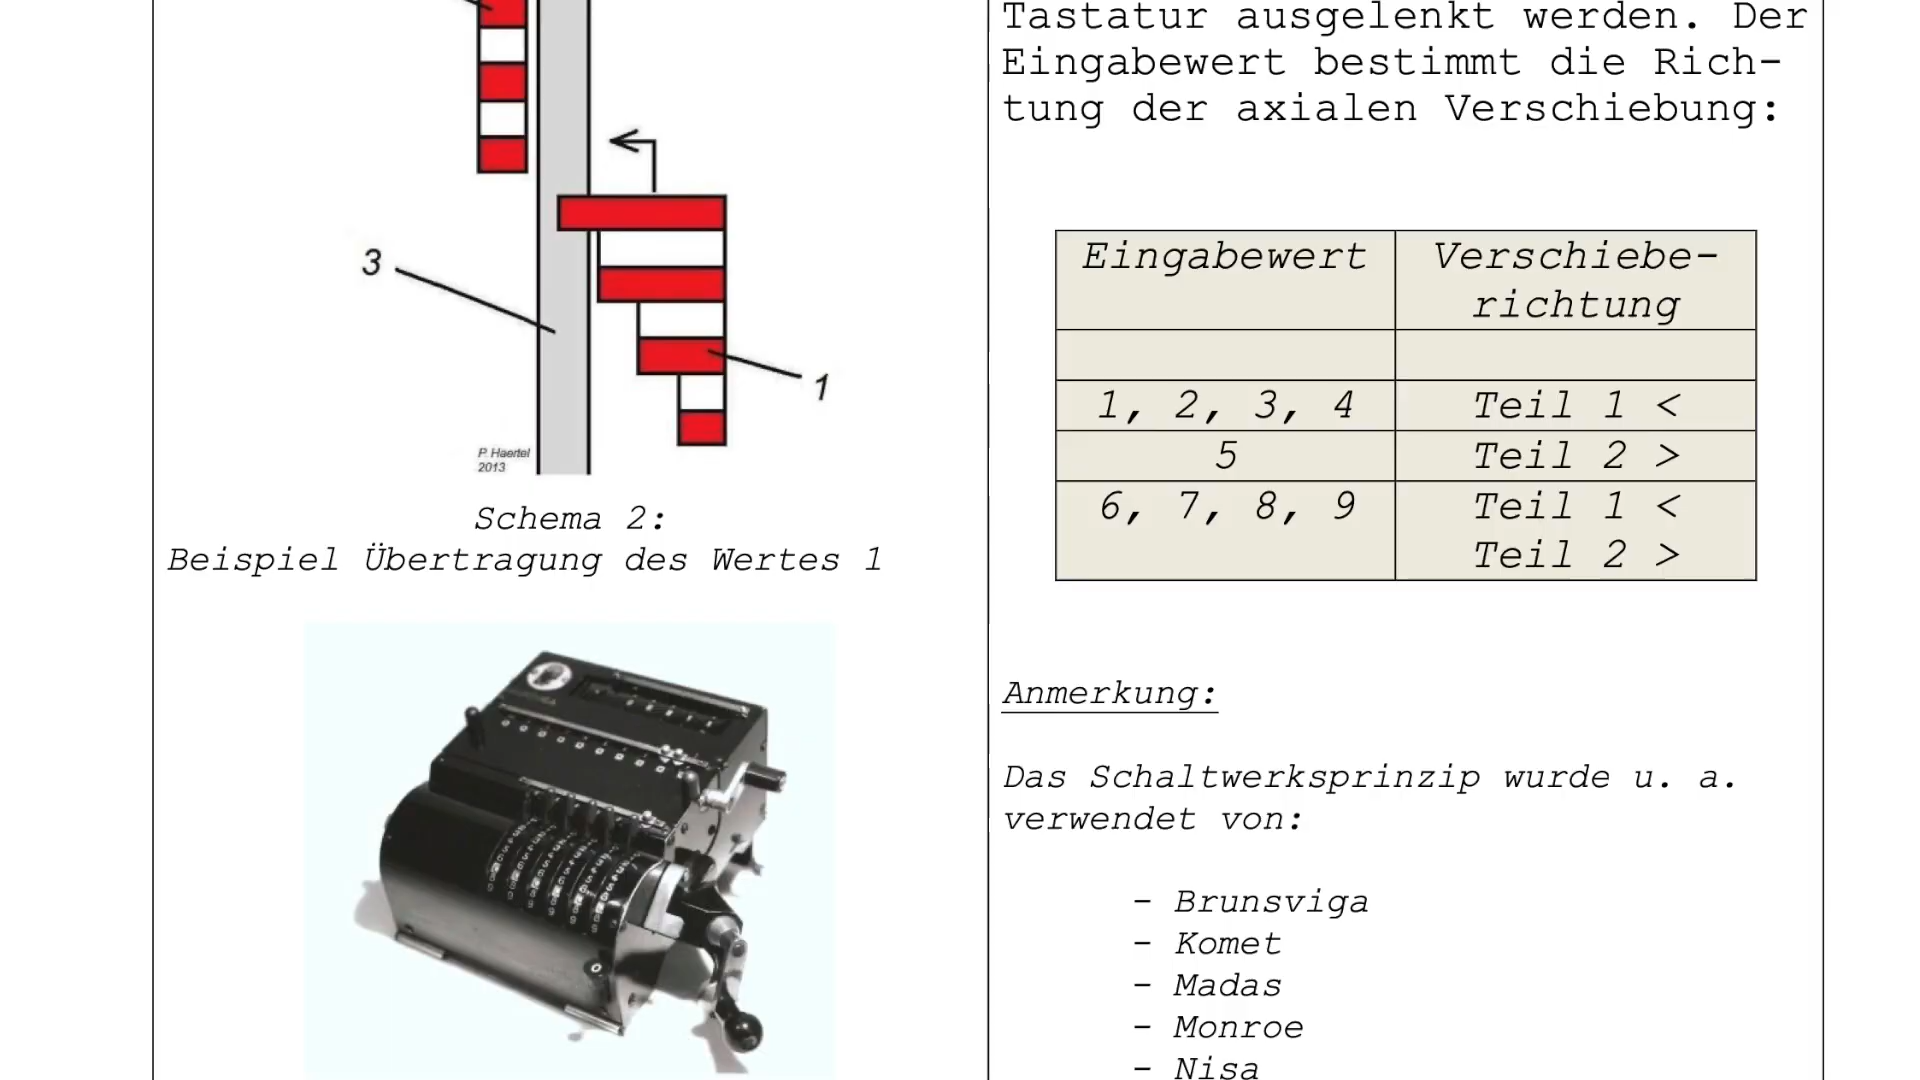 3
1
P. Haertel
2013
Schema 2:
Beispiel Übertragung des Wertes 1
Tastatur ausgelenkt werden. Der
Eingabewert bestimmt die Rich-
tung der axialen Verschiebung:
Eingabewert Verschiebe-
richtung
1, 2, 3, 4 Teil 1 <
5 Teil 2 >
6, 7, 8, 9 Teil 1 <
Teil 2 >
Anmerkung:
Das Schaltwerksprinzip wurde u. a.
verwendet von:
- Brunsviga
- Komet
- Madas
- Monroe
- Nisa